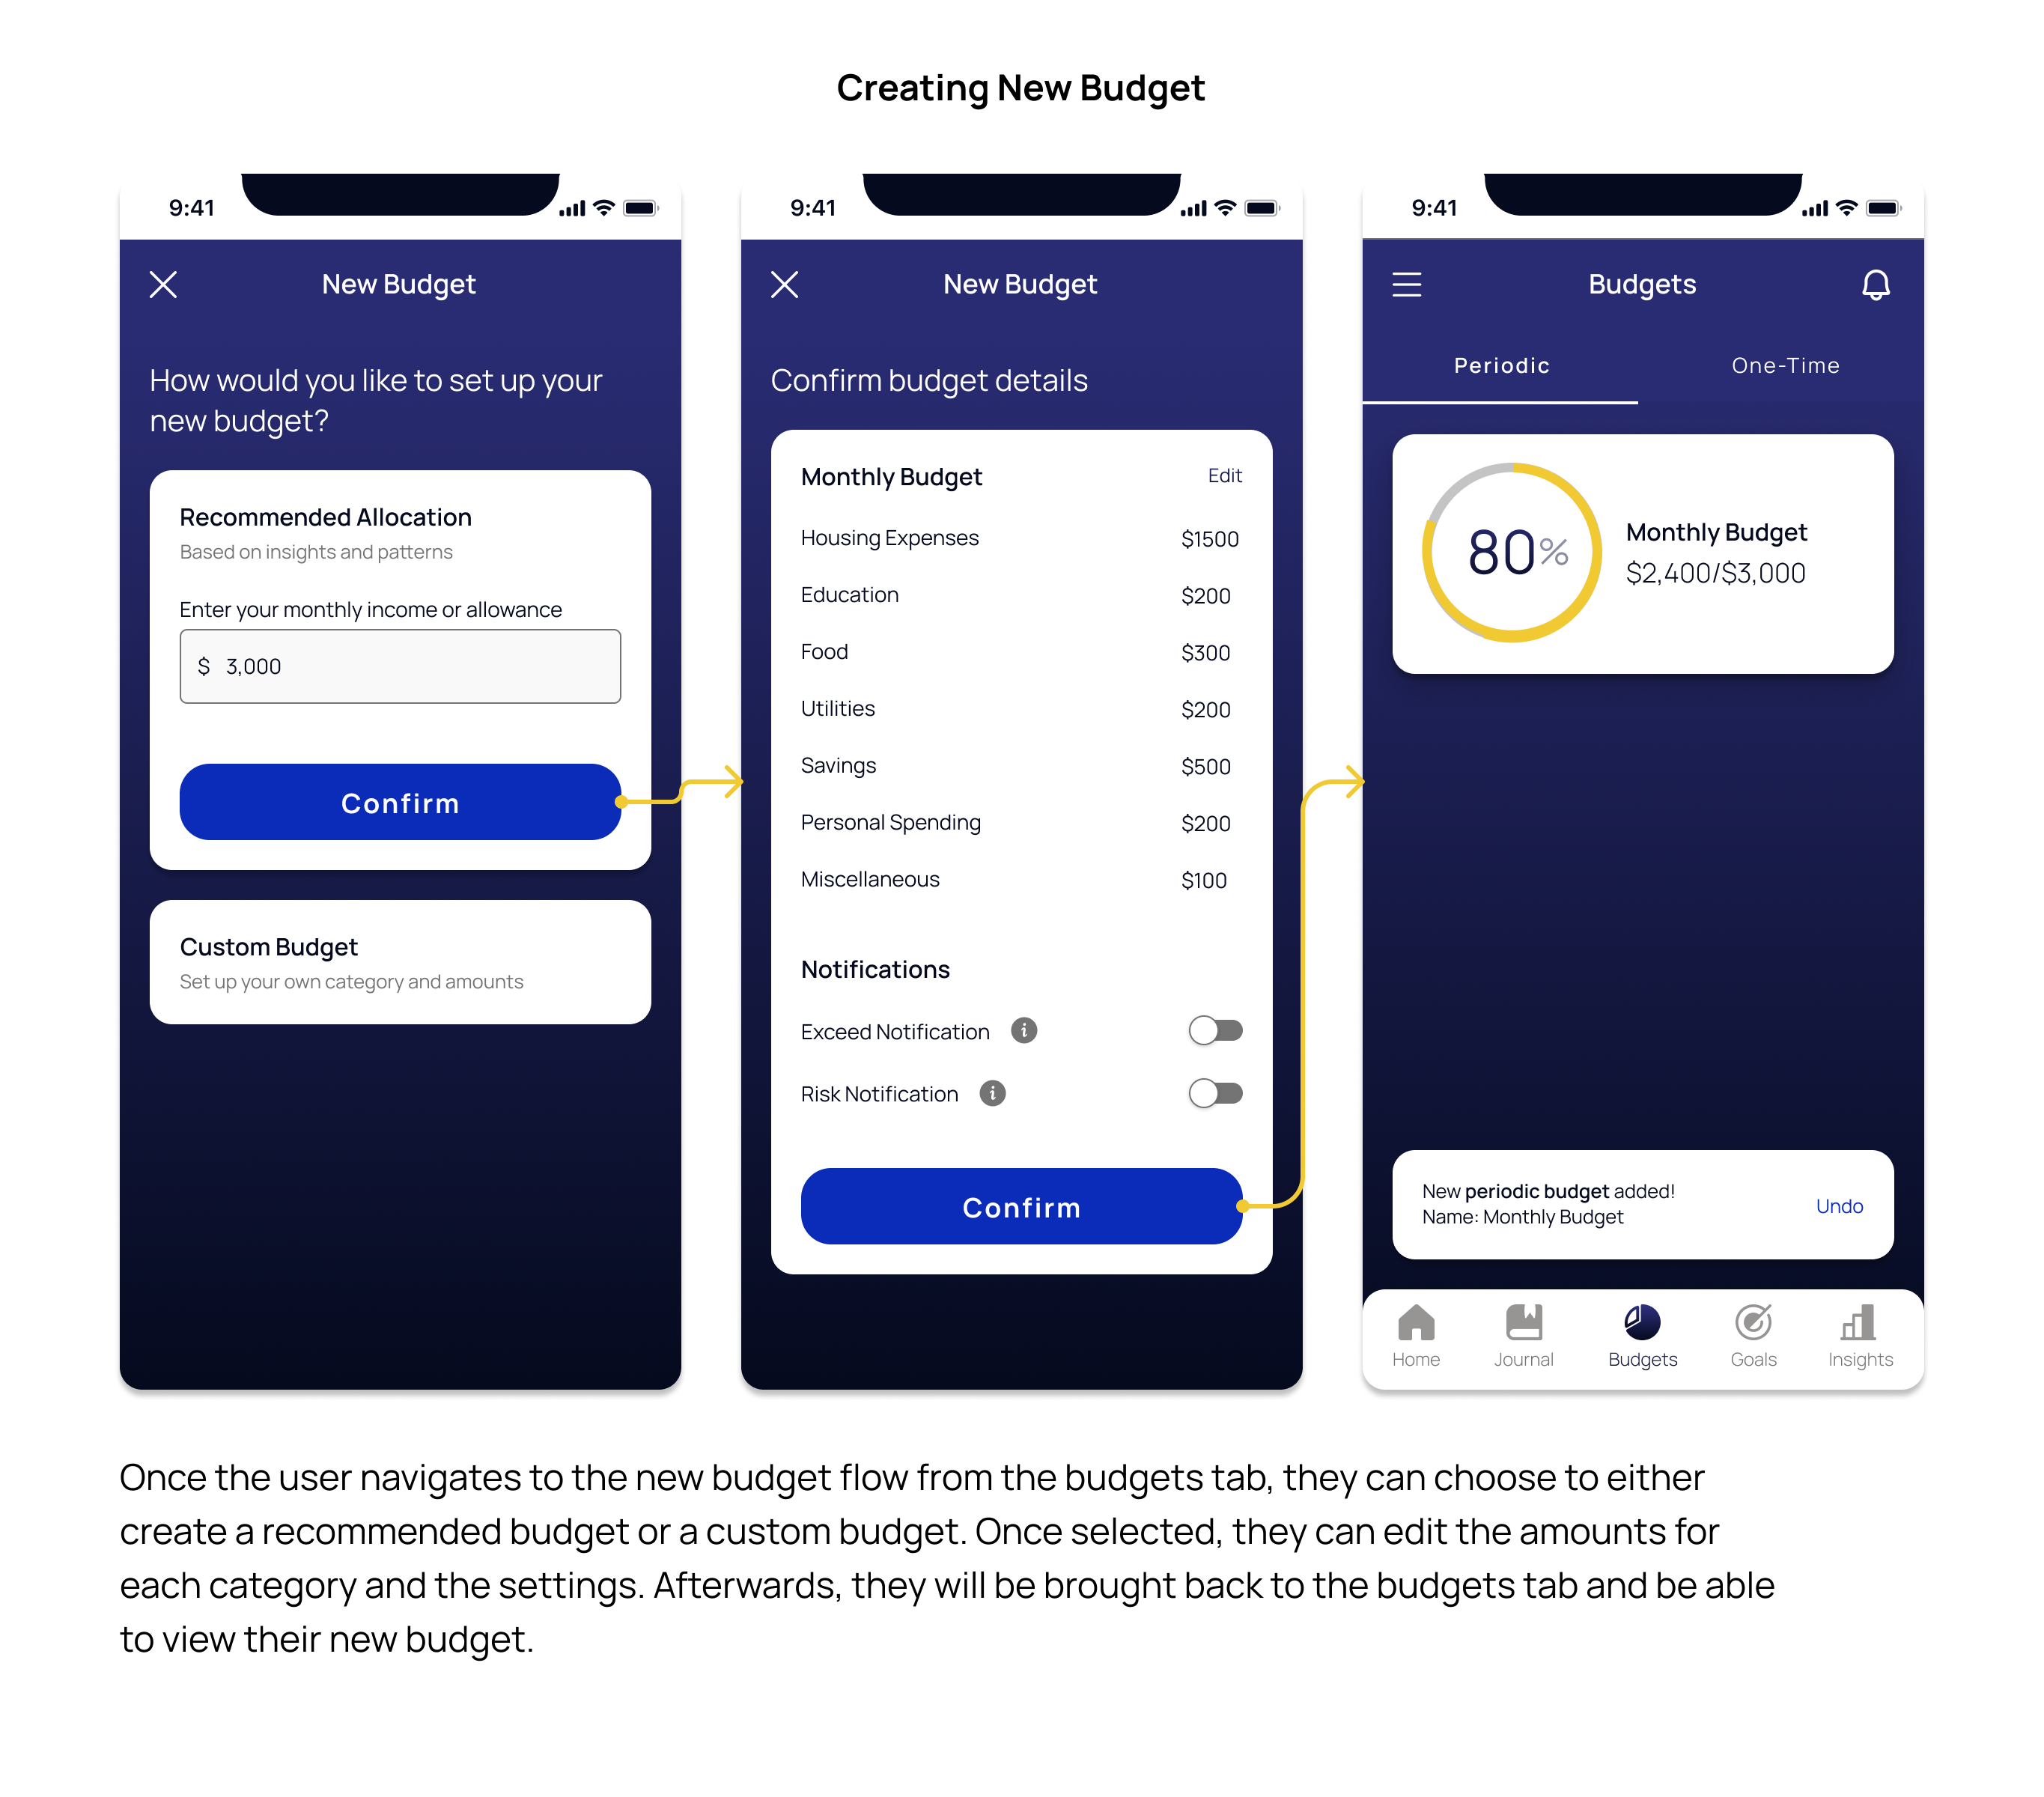 Creating New Budget
9:41
New Budget
How would you like to set up your
new budget?
Recommended Allocation
Based on insights and patterns
Enter your monthly income or allowance
$ 3,000
Confirm
Custom Budget
Set up your own category and amounts
9:41
New Budget
Confirm budget details
Monthly Budget Edit
Housing Expenses $1500
Education $200
Food $300
Utilities $200
Savings $500
Personal Spending $200
Miscellaneous $100
Notifications
Exceed Notification i
Risk Notification i
Confirm
9:41
Budgets
Periodic One-Time
80%
Monthly Budget
$2,400/$3,000
New periodic budget added!
Name: Monthly Budget
Undo
Home Journal Budgets Goals Insights
Once the user navigates to the new budget flow from the budgets tab, they can choose to either
create a recommended budget or a custom budget. Once selected, they can edit the amounts for
each category and the settings. Afterwards, they will be brought back to the budgets tab and be able
to view their new budget.